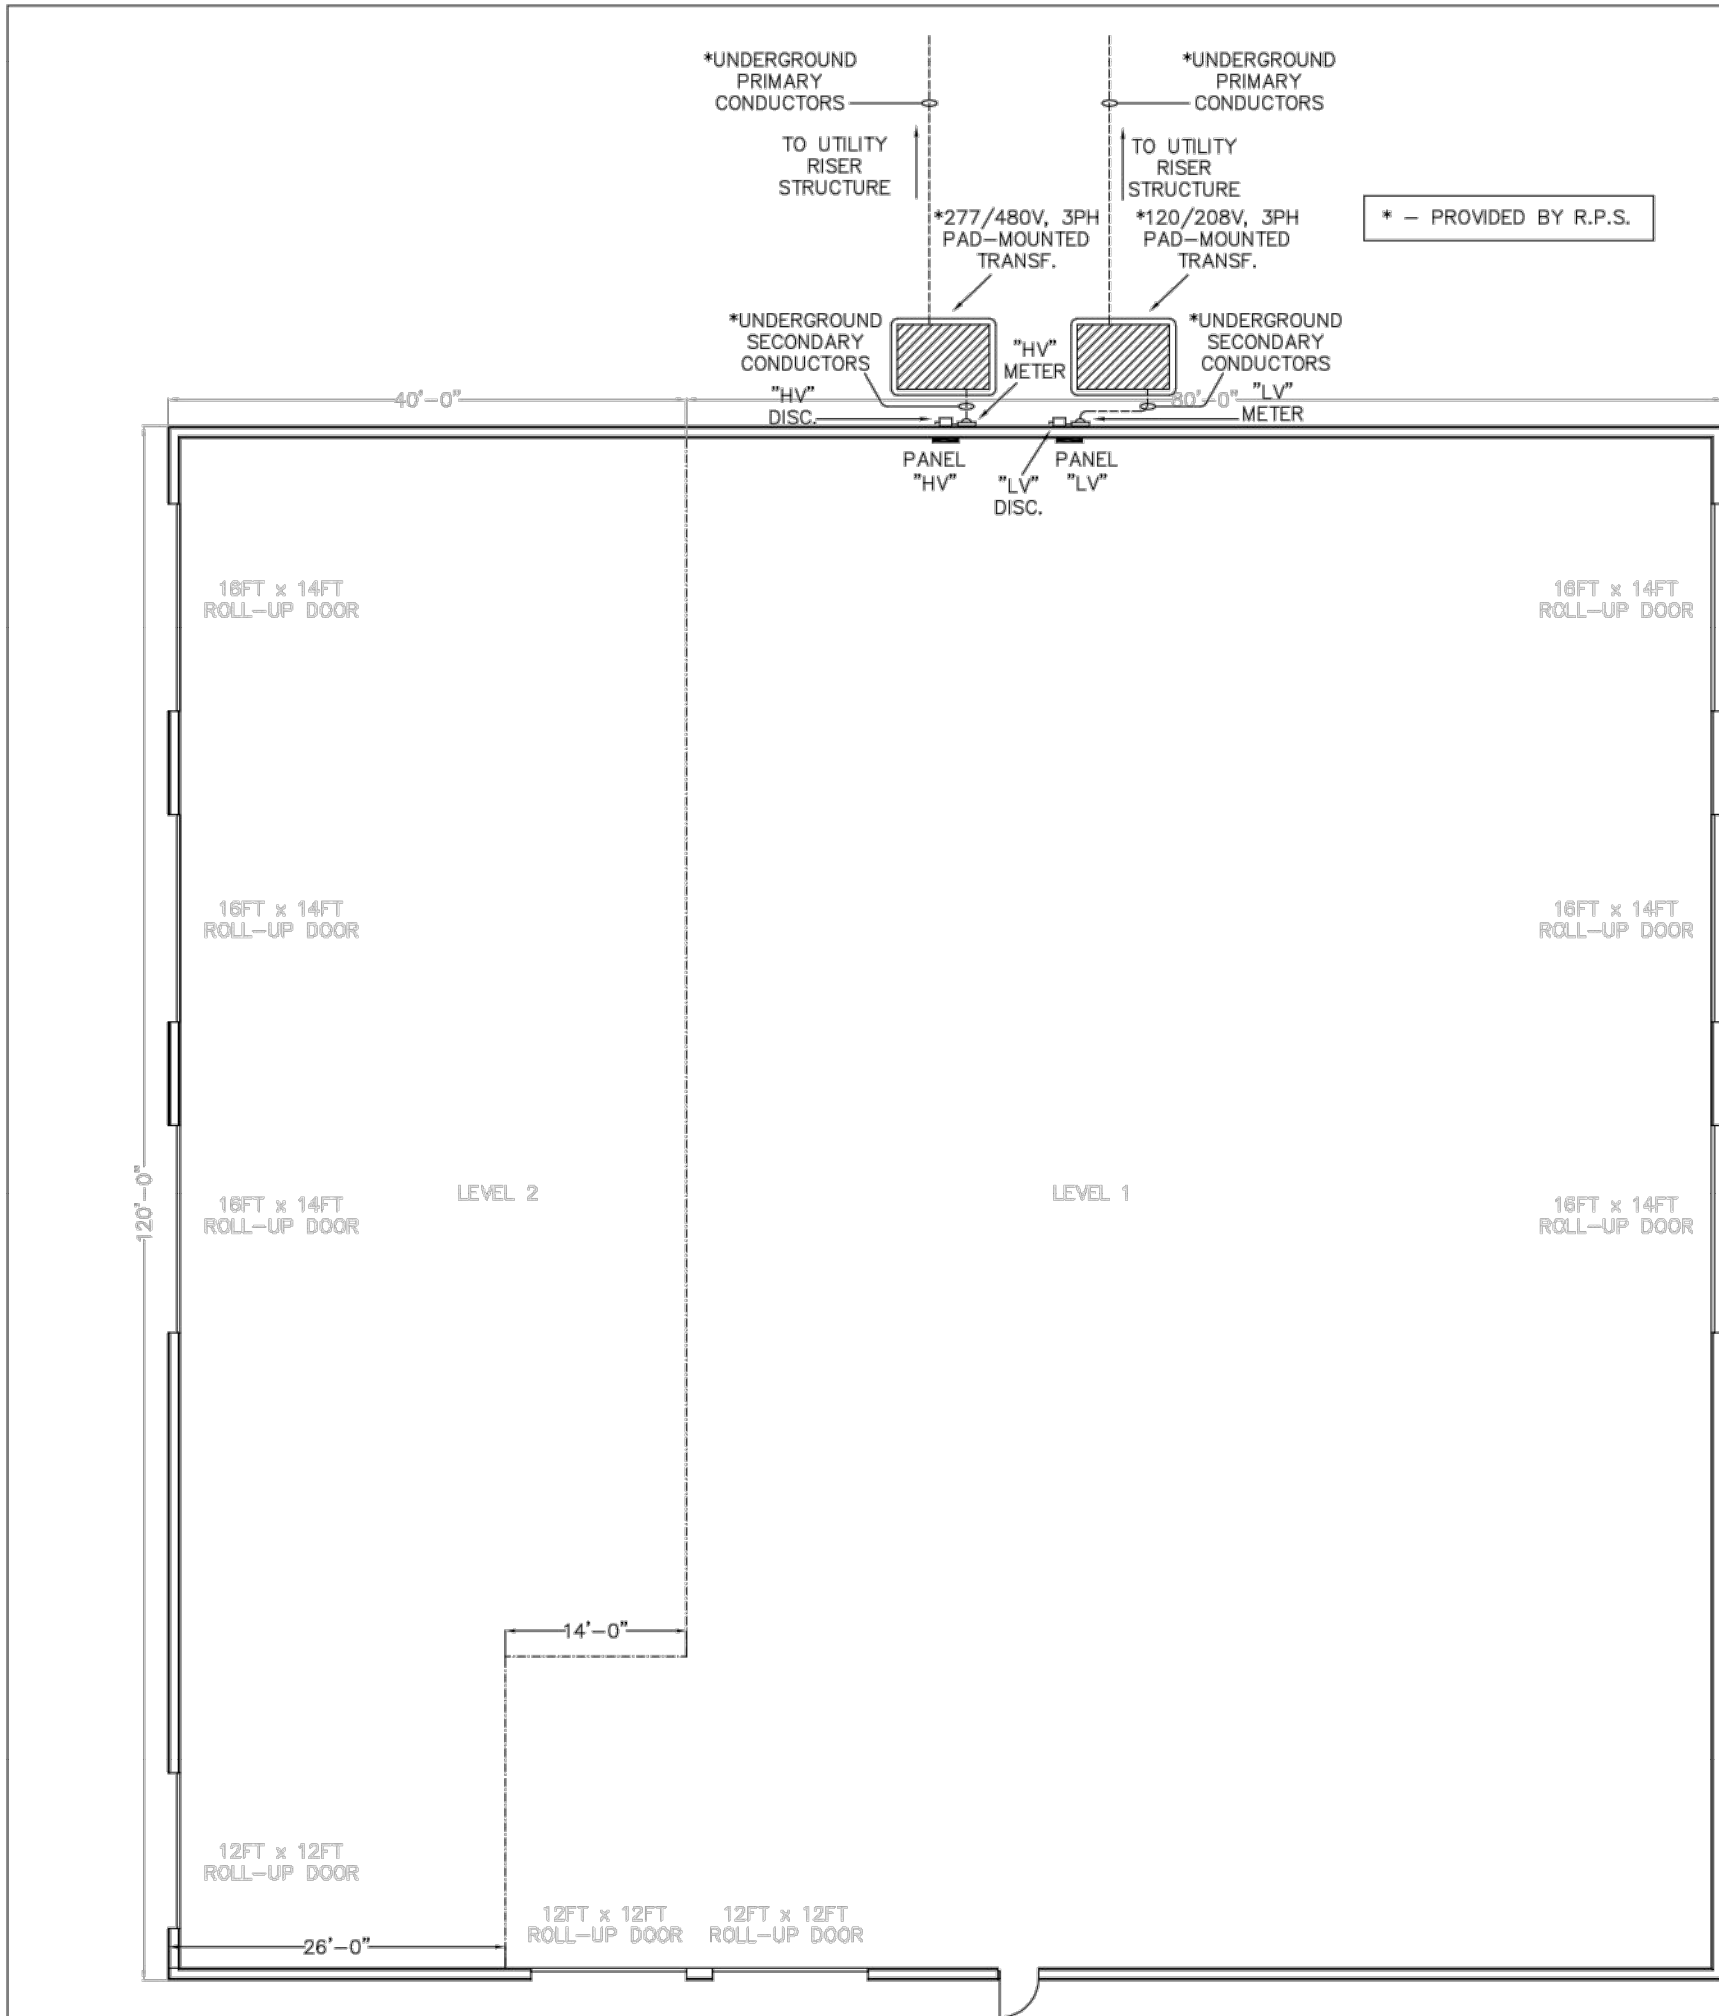 *UNDERGROUND
PRIMARY
CONDUCTORS
*UNDERGROUND
PRIMARY
CONDUCTORS
TO UTILITY
RISER
STRUCTURE
TO UTILITY
RISER
STRUCTURE
* – PROVIDED BY R.P.S.
*277/480V, 3PH
PAD–MOUNTED
TRANSF.
*120/208V, 3PH
PAD–MOUNTED
TRANSF.
*UNDERGROUND
SECONDARY
CONDUCTORS
"HV"
METER
*UNDERGROUND
SECONDARY
CONDUCTORS
40'-0"
"HV"
DISC.
80'-0"
"LV"
METER
PANEL
"HV"
"LV"
DISC.
PANEL
"LV"
16FT x 14FT
ROLL–UP DOOR
16FT x 14FT
ROLL–UP DOOR
16FT x 14FT
ROLL–UP DOOR
16FT x 14FT
ROLL–UP DOOR
120'-0"
16FT x 14FT
ROLL–UP DOOR
LEVEL 2
LEVEL 1
16FT x 14FT
ROLL–UP DOOR
14'-0"
12FT x 12FT
ROLL–UP DOOR
12FT x 12FT
ROLL–UP DOOR
12FT x 12FT
ROLL–UP DOOR
26'-0"